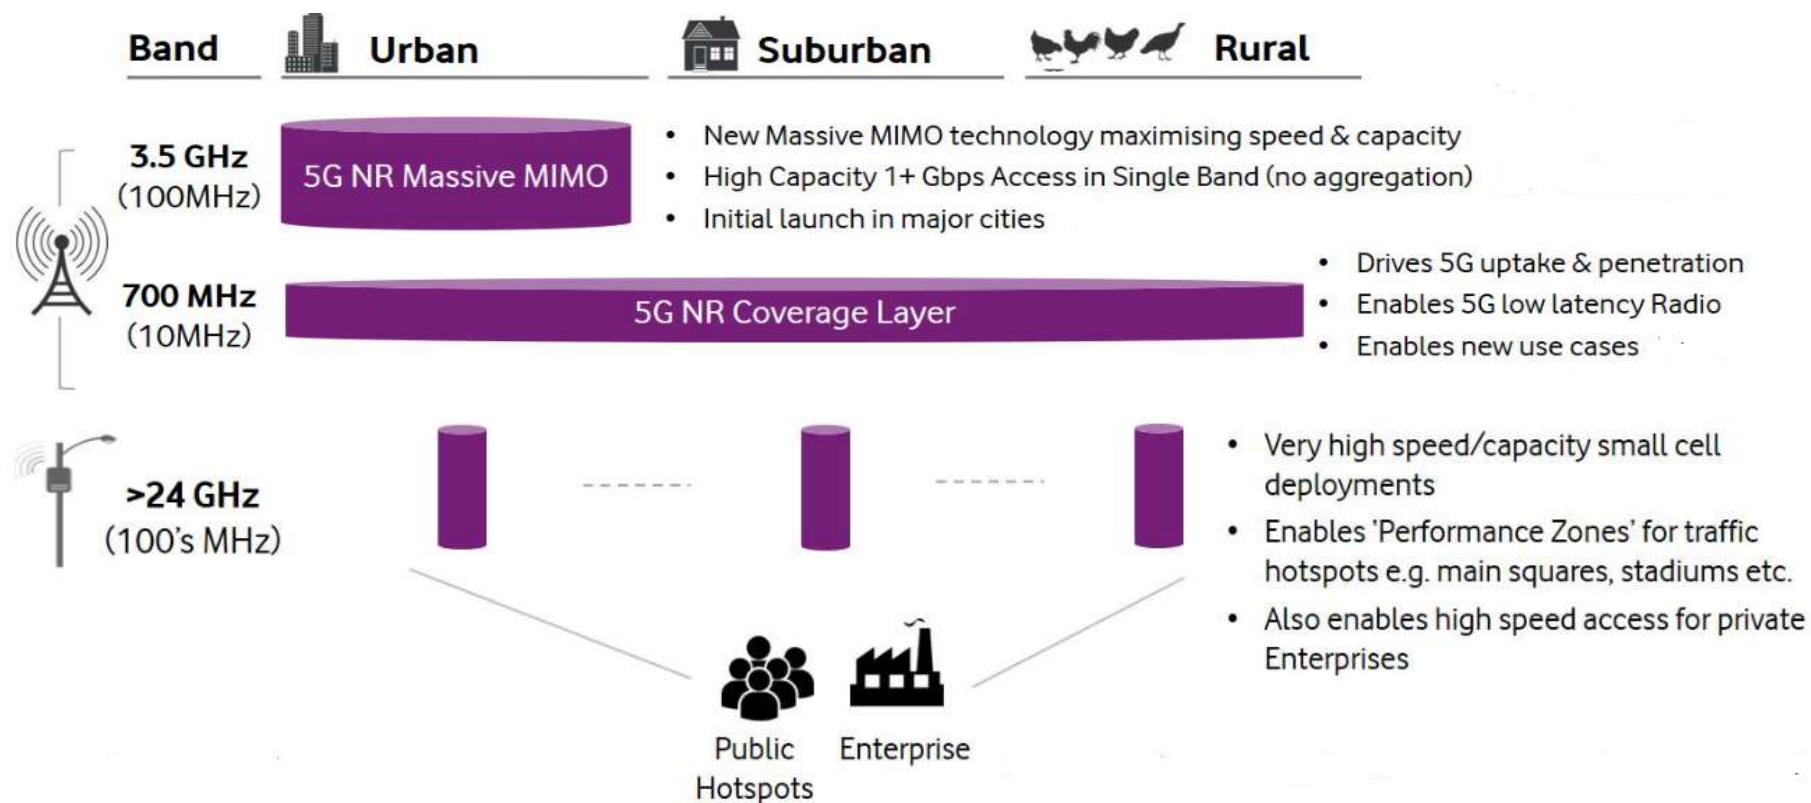 Band
Urban
Suburban
Rural
3.5 GHz
(100MHz)
5G NR Massive MIMO
• New Massive MIMO technology maximising speed & capacity
• High Capacity 1+ Gbps Access in Single Band (no aggregation)
• Initial launch in major cities
700 MHz
(10MHz)
5G NR Coverage Layer
• Drives 5G uptake & penetration
• Enables 5G low latency Radio
• Enables new use cases
>24 GHz
(100's MHz)
• Very high speed/capacity small cell
deployments
• Enables 'Performance Zones' for traffic
hotspots e.g. main squares, stadiums etc.
• Also enables high speed access for private
Enterprises
Public
Hotspots
Enterprise